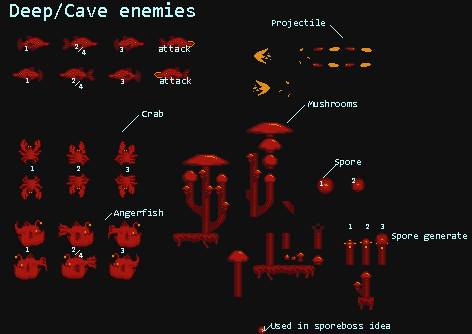 Deep/Cave enemies
Projectile
1
2/4
3
attack
1
2/4
3
attack
Mushrooms
Crab
1
2
3
Spore
1
2
Angerfish
1
2/4
3
1
2
3
Spore generate
Used in sporeboss idea